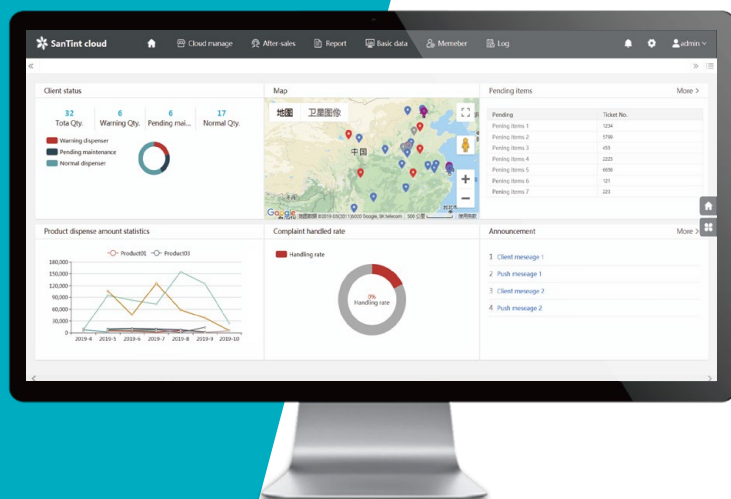 SanTint cloud
Cloud manage
After-sales
Report
Basic data
Memeber
Log
admin
Client status
32
6
6
17
Tota Qty.
Warning Qty.
Pending mai...
Normal Qty.
Warning dispenser
Pending maintenance
Normal dispenser
Map
地图
卫星图像
中国
Google
Pending items
More >
Pending
Ticket No.
Pening items 1
1234
Pening items 2
5798
Pening items 3
Pening items 4
2223
Pening items 5
Pening items 6
121
Pening items 7
223
Product dispense amount statistics
Product01
Product03
180,000
150,000
120,000
90,000
60,000
30,000
0
2019-4
2019-5
2019-6
2019-7
2019-8
2019-9
2019-10
Complaint handled rate
Handling rate
0%
Handling rate
Announcement
More >
1 Client meseuge 1
2 Push meseage 1
3 Client meseage 2
4 Push meseage 2